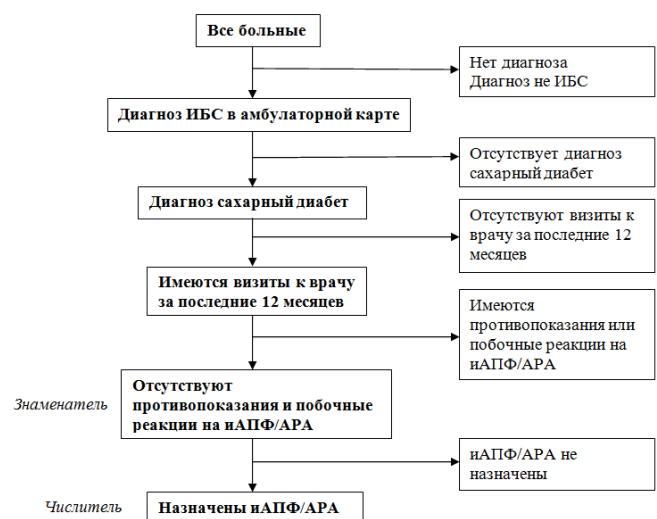 Все больные
Нет диагноза
Диагноз не ИБС
Диагноз ИБС в амбулаторной карте
Отсутствует диагноз
сахарный диабет
Диагноз сахарный диабет
Отсутствуют визиты к
врачу за последние 12
месяцев
Имеются визиты к врачу
за последние 12 месяцев
Имеются
противопоказания или
побочные реакции на
иАПФ/АРА
Знаменатель
Отсутствуют
противопоказания и побочные
реакции на иАПФ/АРА
иАПФ/АРА не
назначены
Числитель
Назначены иАПФ/АРА